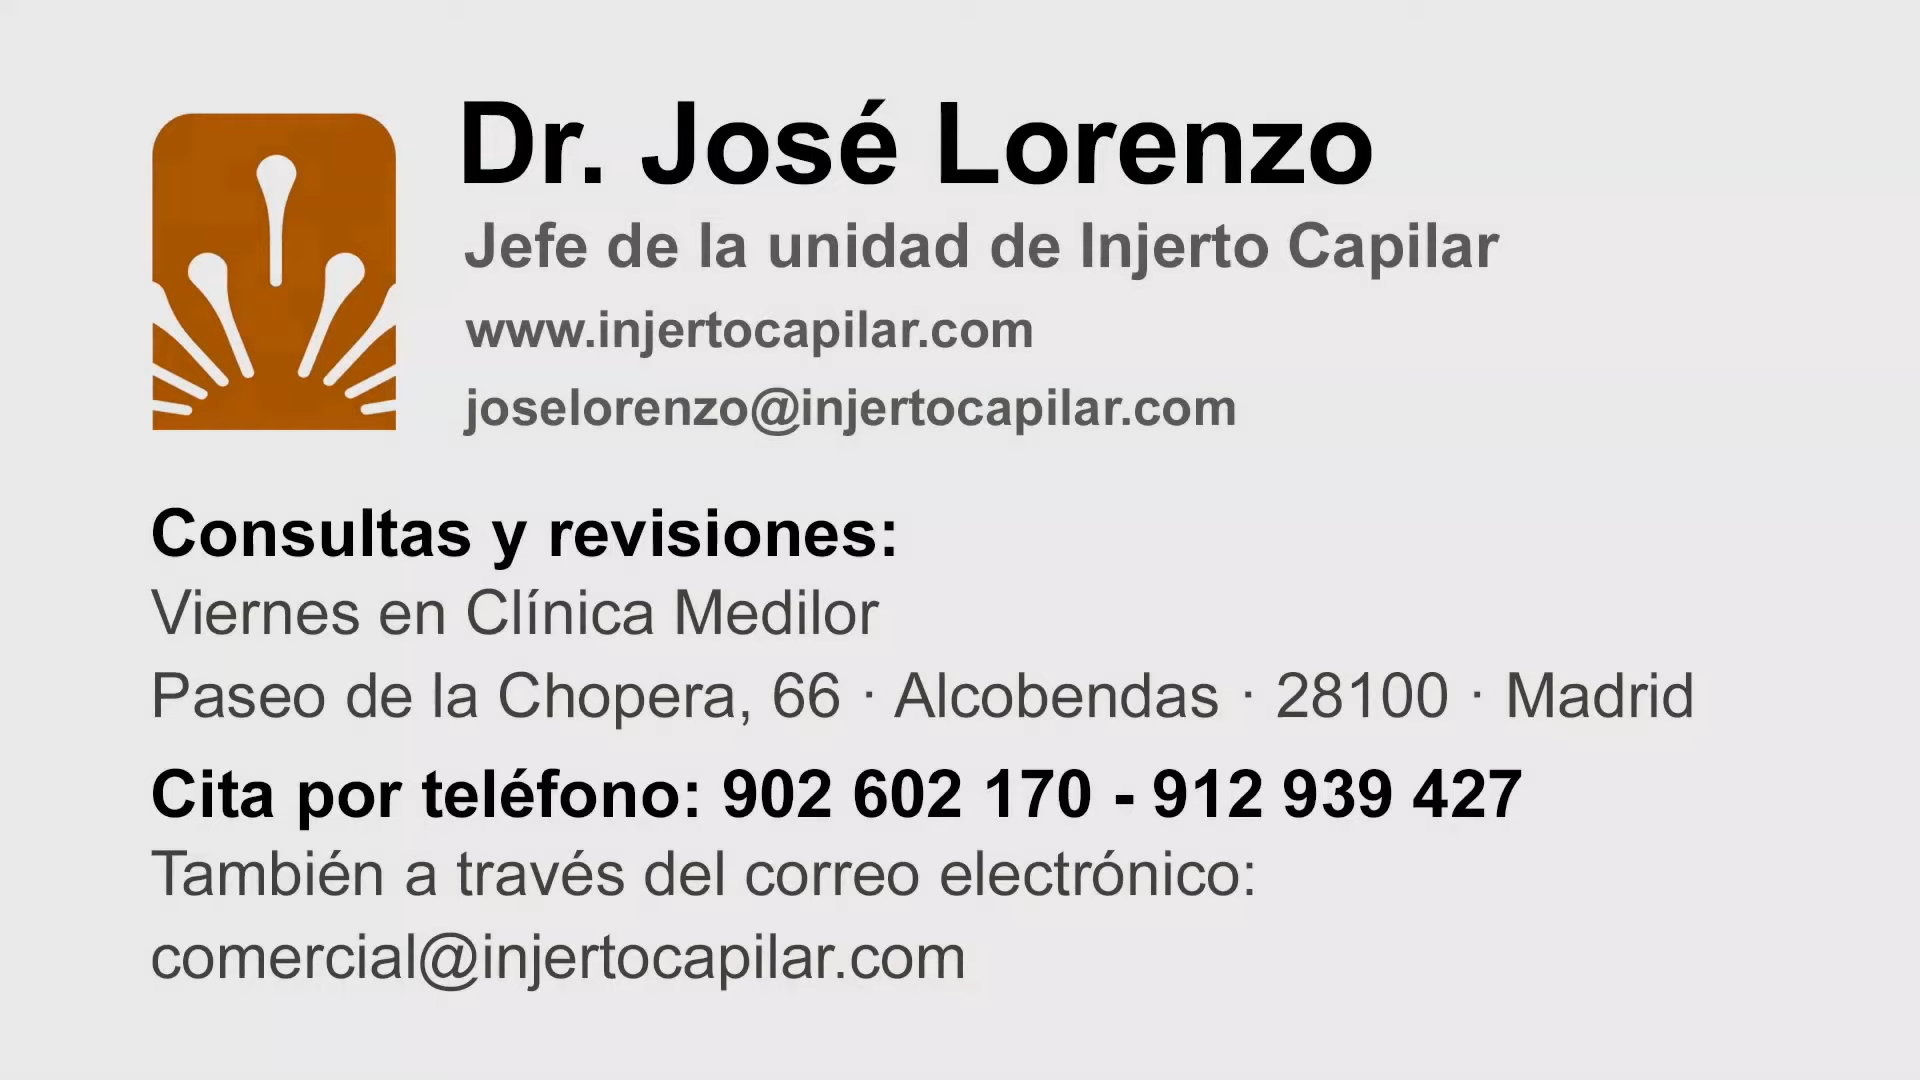 Dr. José Lorenzo
Jefe de la unidad de Injerto Capilar
www.injertocapilar.com
joselorenzo@injertocapilar.com
Consultas y revisiones:
Viernes en Clínica Medilor
Paseo de la Chopera, 66 · Alcobendas · 28100 · Madrid
Cita por teléfono: 902 602 170 - 912 939 427
También a través del correo electrónico:
comercial@injertocapilar.com